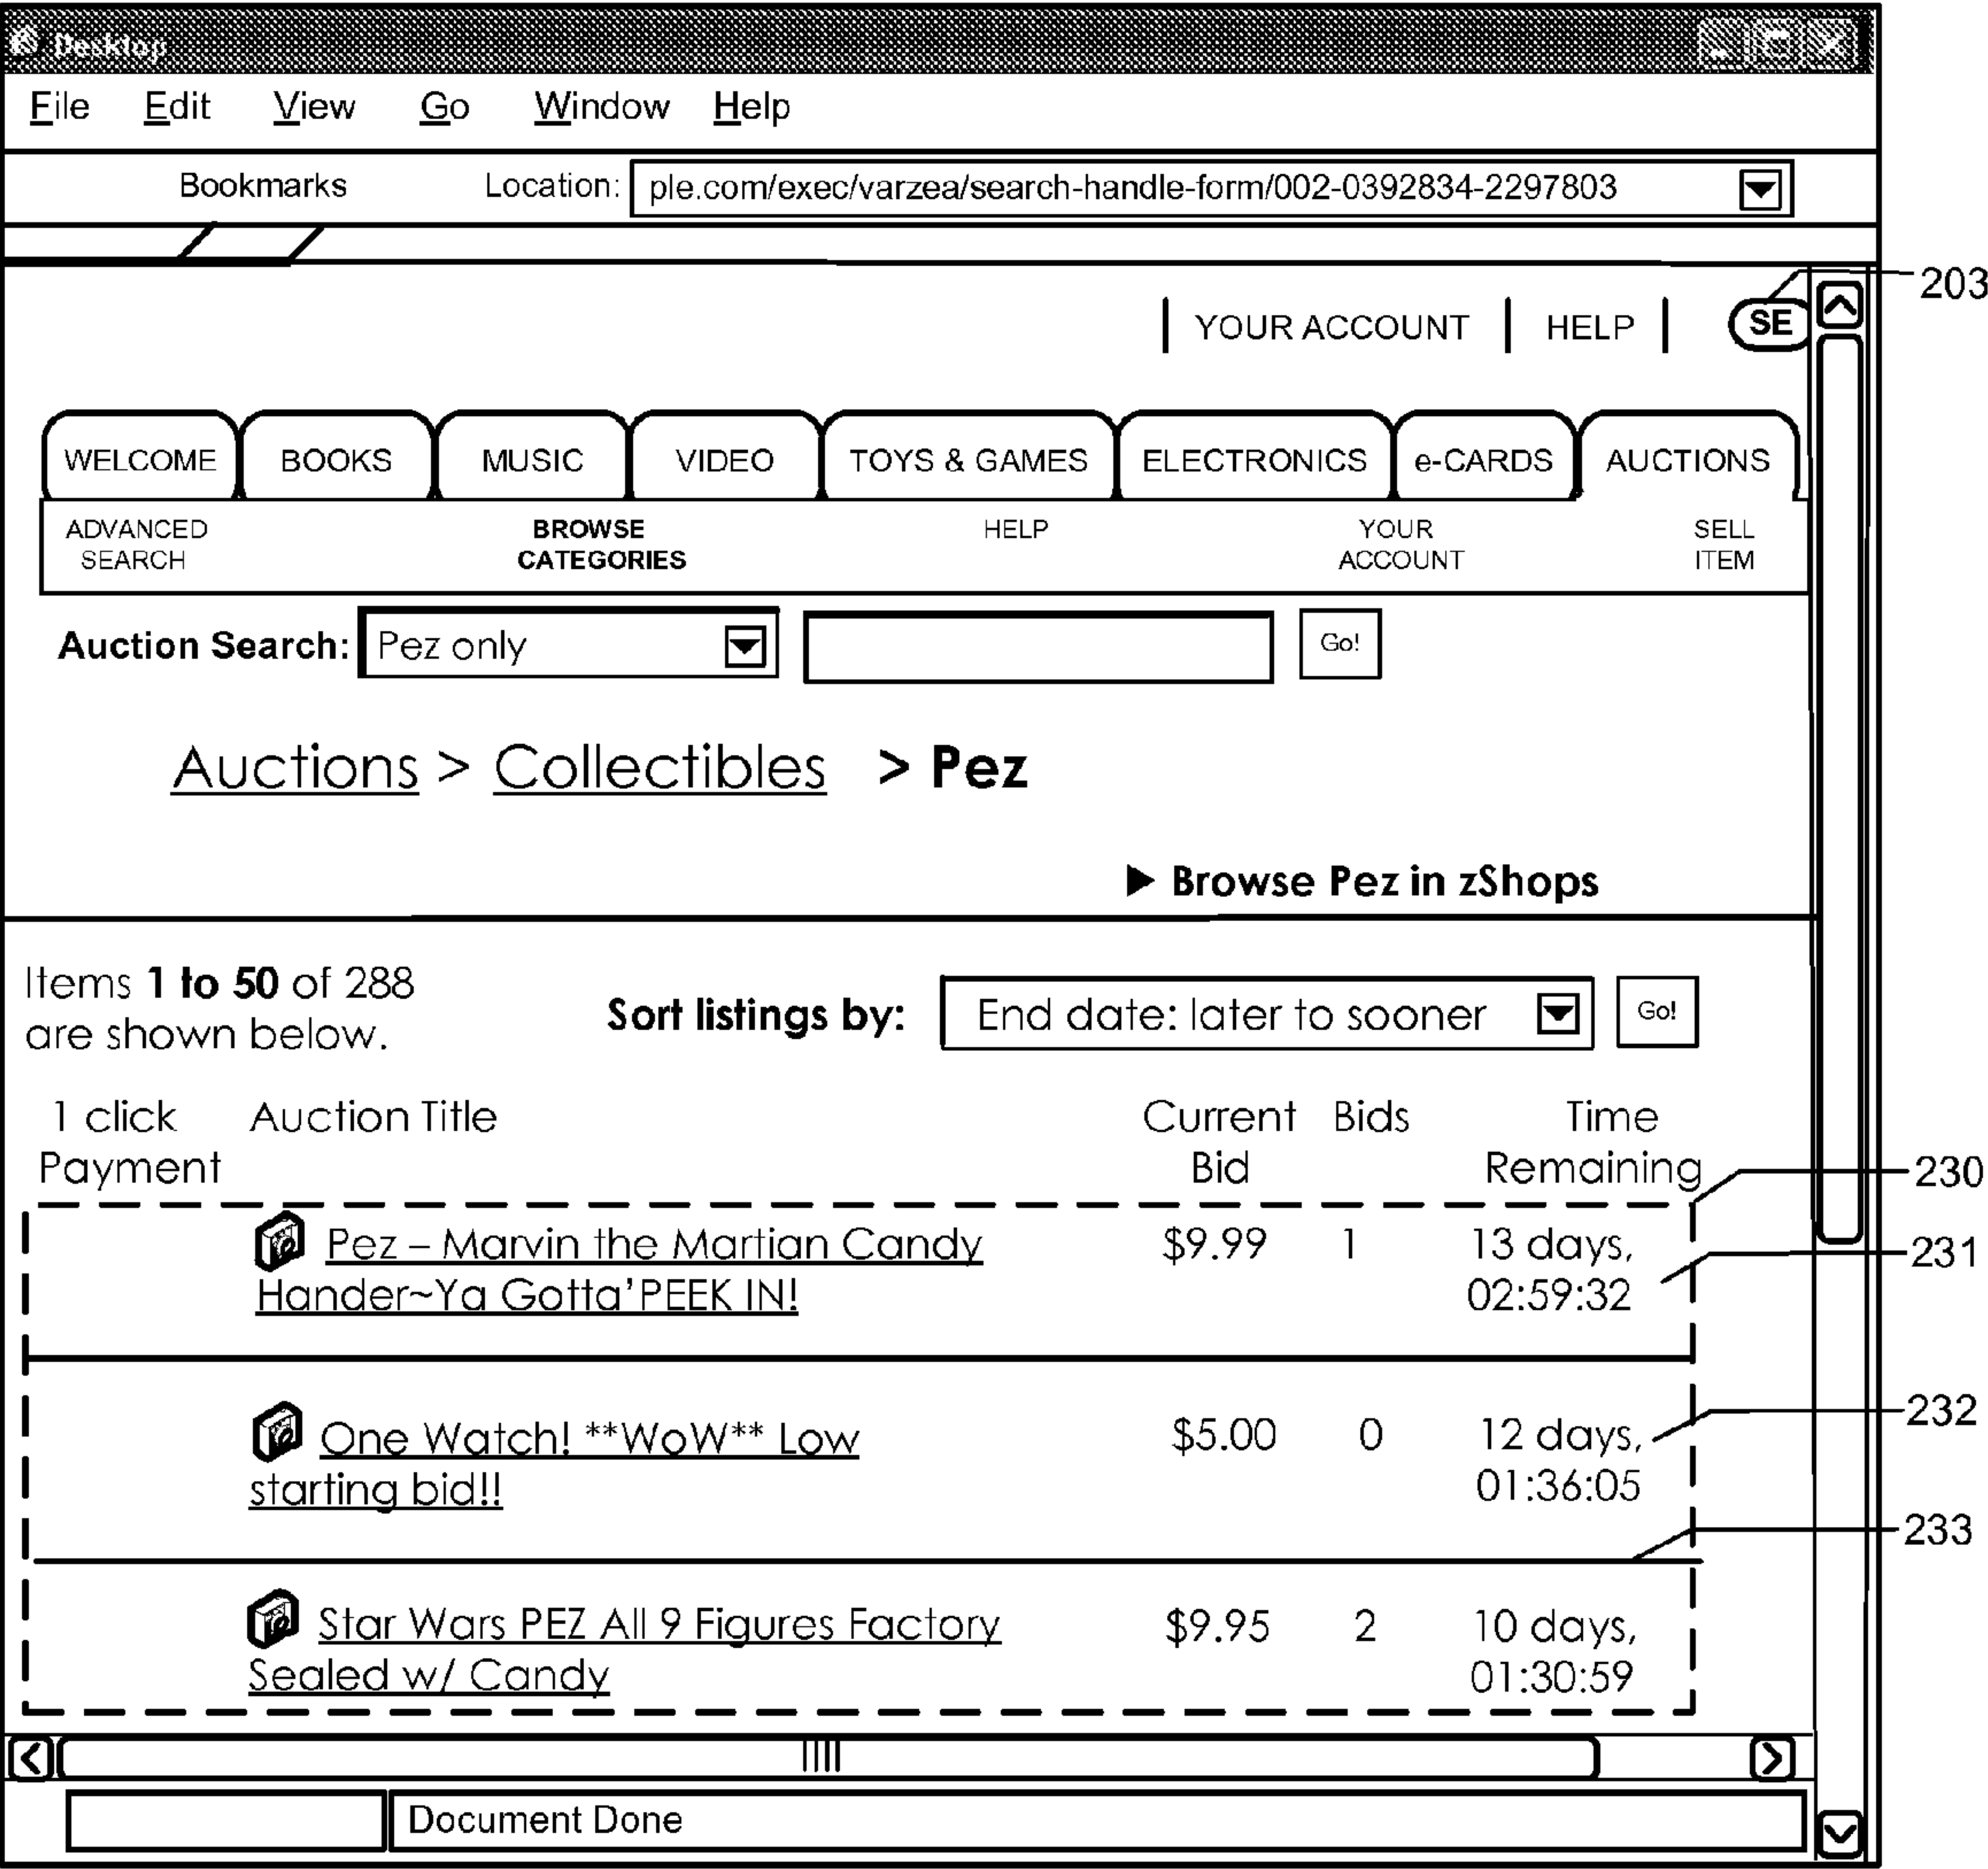 Desktop
File Edit View Go Window Help
Bookmarks Location: ple.com/exec/varzea/search-handle-form/002-0392834-2297803
203
YOUR ACCOUNT HELP SE
WELCOME BOOKS MUSIC VIDEO TOYS & GAMES ELECTRONICS e-CARDS AUCTIONS
ADVANCED BROWSE HELP YOUR SELL
SEARCH CATEGORIES ACCOUNT ITEM
Auction Search: Pez only Go!
Auctions > Collectibles > Pez
▶ Browse Pez in zShops
Items 1 to 50 of 288
are shown below.
Sort listings by: End date: later to sooner Go!
1 click Auction Title Current Bids Time
Payment Bid Remaining
230
Pez – Marvin the Martian Candy $9.99 1 13 days,
231
Hander~Ya Gotta'PEEK IN! 02:59:32
232
One Watch! **WoW** Low $5.00 0 12 days,
starting bid!! 01:36:05
233
Star Wars PEZ All 9 Figures Factory $9.95 2 10 days,
Sealed w/ Candy 01:30:59
Document Done